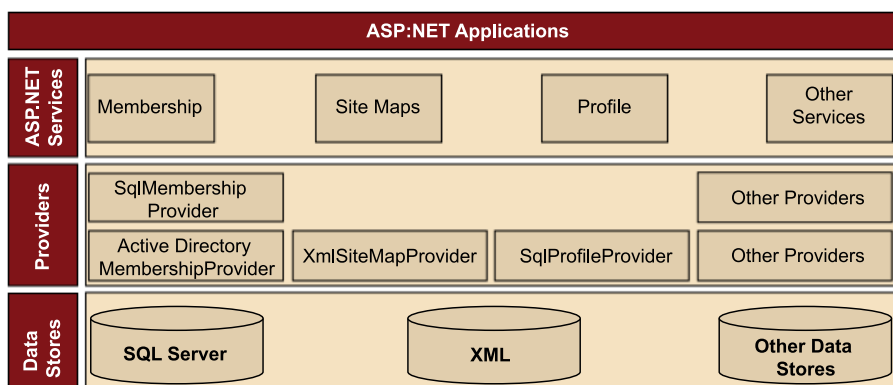 ASP:NET Applications
ASP.NET
Services
Membership
Site Maps
Profile
Other
Services
Providers
SqlMembership
Provider
Other Providers
Active Directory
MembershipProvider
XmlSiteMapProvider
SqlProfileProvider
Other Providers
Data
Stores
SQL Server
XML
Other Data
Stores